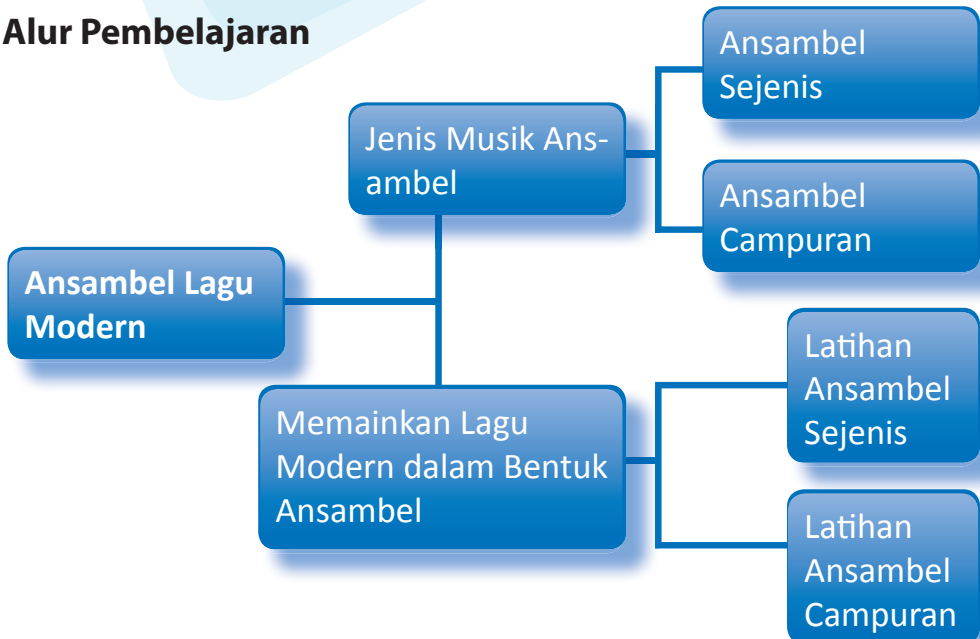 Alur Pembelajaran
Ansambel Lagu
Modern
Jenis Musik Ans-
ambel
Ansambel
Sejenis
Ansambel
Campuran
Memainkan Lagu
Modern dalam Bentuk
Ansambel
Latihan
Ansambel
Sejenis
Latihan
Ansambel
Campuran